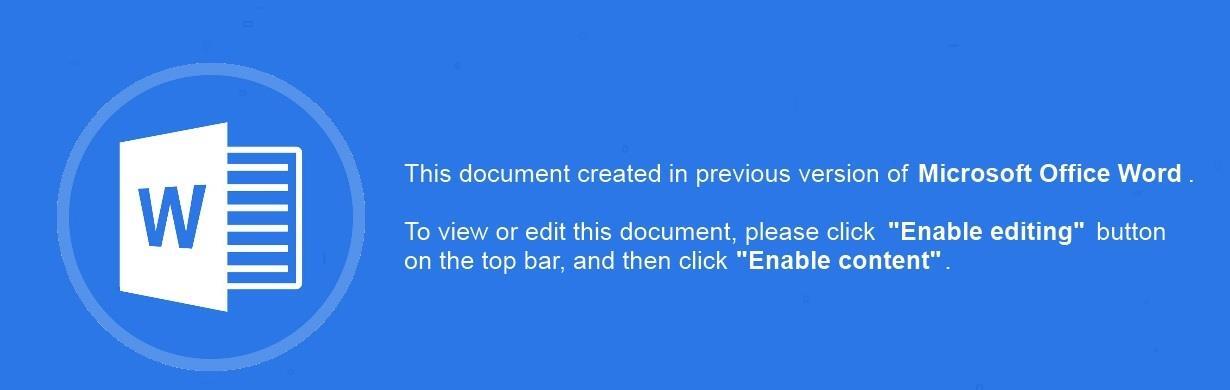 W
This document created in previous version of Microsoft Office Word .
To view or edit this document, please click "Enable editing" button
on the top bar, and then click "Enable content" .